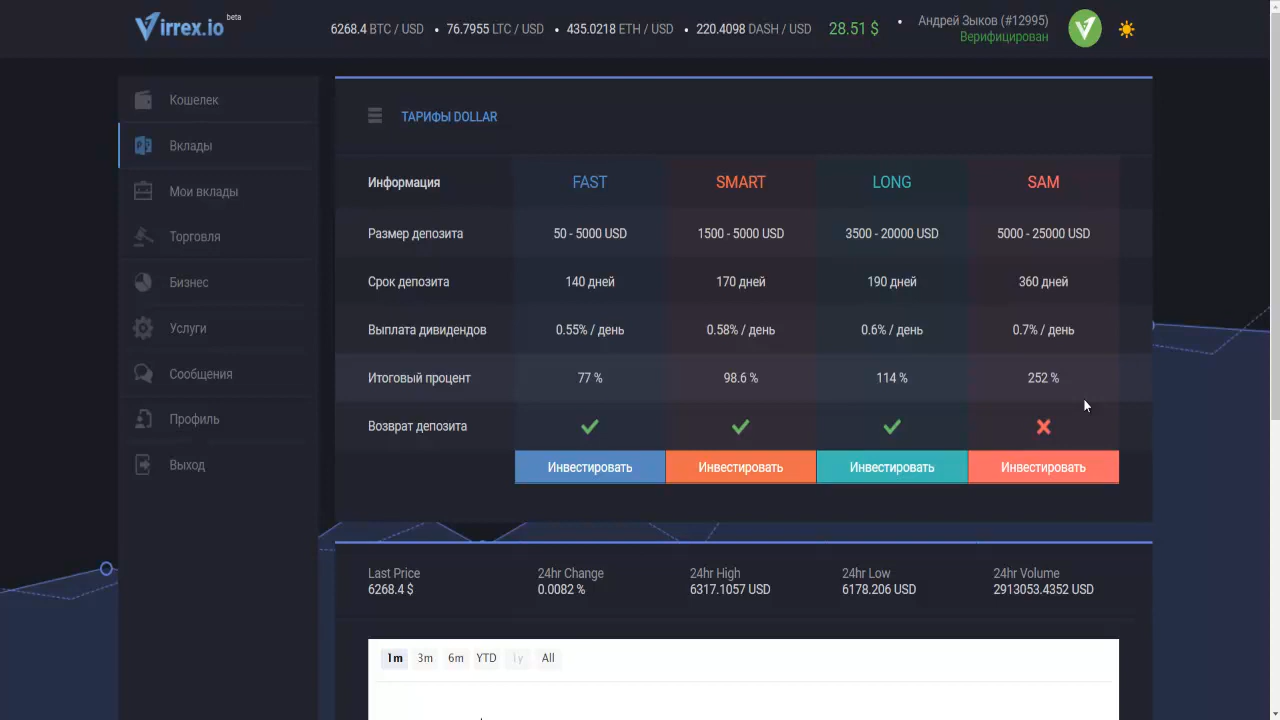 Virrex.io beta
6268.4 BTC / USD • 76.7955 LTC / USD • 435.0218 ETH / USD • 220.4098 DASH / USD 28.51 $ • Андрей Зыков (#12995)
Верифицирован
Кошелек
Вклады
Мои вклады
Торговля
Бизнес
Услуги
Сообщения
Профиль
Выход
ТАРИФЫ DOLLAR
Информация FAST SMART LONG SAM
Размер депозита 50 - 5000 USD 1500 - 5000 USD 3500 - 20000 USD 5000 - 25000 USD
Срок депозита 140 дней 170 дней 190 дней 360 дней
Выплата дивидендов 0.55% / день 0.58% / день 0.6% / день 0.7% / день
Итоговый процент 77 % 98.6 % 114 % 252 %
Возврат депозита
Инвестировать Инвестировать Инвестировать Инвестировать
Last Price 24hr Change 24hr High 24hr Low 24hr Volume
6268.4 $ 0.0082 % 6317.1057 USD 6178.206 USD 2913053.4352 USD
1m 3m 6m YTD 1y All